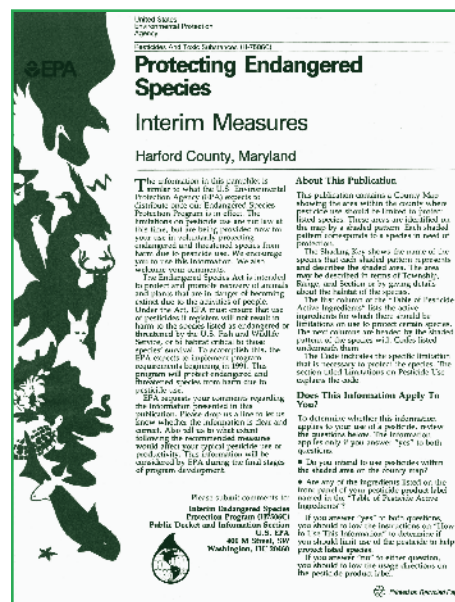 United States
Environmental Protection
Agency
Pesticides And Toxic Substances (H-7506C)
EPA
Protecting Endangered
Species
Interim Measures
Harford County, Maryland
The information in this pamphlet is
similar to what the U.S. Environmental
Protection Agency (EPA) expects to
distribute once our Endangered Species
Protection Program is in effect. The
limitations on pesticide use are not law at
this time, but are being provided now for
your use in voluntarily protecting
endangered and threatened species from
harm due to pesticide use. We encourage
you to use this information. We also
welcome your comments.
The Endangered Species Act is intended
to protect and promote recovery of animals
and plants that are in danger of becoming
extinct due to the activities of people.
Under the Act, EPA must ensure that use
of pesticides it registers will not result in
harm to the species listed as endangered or
threatened by the U.S. Fish and Wildlife
Service, or to habitat critical to those
species' survival. To accomplish this, the
EPA expects to implement program
requirements beginning in 1991. This
program will protect endangered and
threatened species from harm due to
pesticide use.
EPA requests your comments regarding
the information presented in this
publication. Please drop us a line to let us
know whether the information is clear and
correct. Also tell us to what extent
following the recommended measures
would affect your typical pesticide use or
productivity. This information will be
considered by EPA during the final stages
of program development.
Please submit comments to:
Interim Endangered Species
Protection Program (H7506C)
Public Docket and Information Section
U.S. EPA
401 M Street, SW
Washington, DC 20460
About This Publication
This publication contains a County Map
showing the area within the county where
pesticide use should be limited to protect
listed species. These areas are identified on
the map by a shaded pattern. Each shaded
pattern corresponds to a species in need of
protection.
The Shading Key shows the name of the
species that each shaded pattern represents
and describes the shaded area. The area
may be described in terms of Township,
Range, and Section or by giving details
about the habitat of the species.
The first column of the "Table of Pesticide
Active Ingredients" lists the active
ingredients for which there should be
limitations on use to protect certain species.
The next columns are headed by the shaded
pattern of the species with Codes listed
underneath them.
The Code indicates the specific limitation
that is necessary to protect the species. The
section titled Limitations on Pesticide Use
explains the code.
Does This Information Apply To
You?
To determine whether this information
applies to your use of a pesticide, review
the questions below. The information
applies only if you answer "yes" to both
questions:
• Do you intend to use pesticides within
the shaded area on the county map?
• Are any of the ingredients listed on the
front panel of your pesticide product label
named in the "Table of Pesticide Active
Ingredients"?
If you answer "yes" to both questions,
you should follow the instructions on "How
to Use This Information" to determine if
you should limit use of the pesticide to help
protect listed species.
If you answer "no" to either question,
you should follow the usage directions on
the pesticide product label.
Printed on Recycled Paper